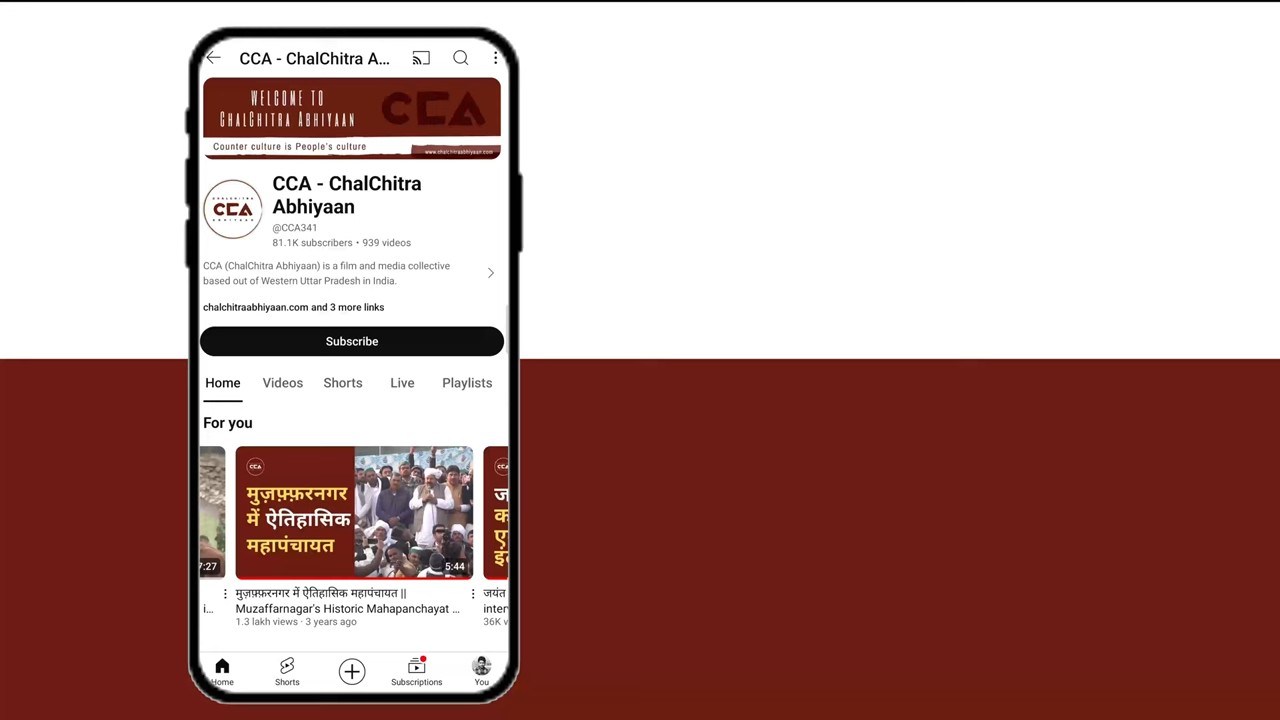 CCA - ChalChitra A...
WELCOME TO
CHALCHITRA ABHIYAAN
CCA
Counter culture is People's culture
www.chalchitraabhiyaan.com
CHALCHITRA
CCA
ABHIYAAN
CCA - ChalChitra
Abhiyaan
@CCA341
81.1K subscribers • 939 videos
CCA (ChalChitra Abhiyaan) is a film and media collective
based out of Western Uttar Pradesh in India.
chalchitraabhiyaan.com and 3 more links
Subscribe
Home Videos Shorts Live Playlists
For you
CCA
मुज़फ़्फ़रनगर
में ऐतिहासिक
महापंचायत
7:27
5:44
मुज़फ़्फ़रनगर में ऐतिहासिक महापंचायत ||
Muzaffarnagar's Historic Mahapanchayat ...
1.3 lakh views · 3 years ago
i...
जयंत
36K
Home Shorts Subscriptions You